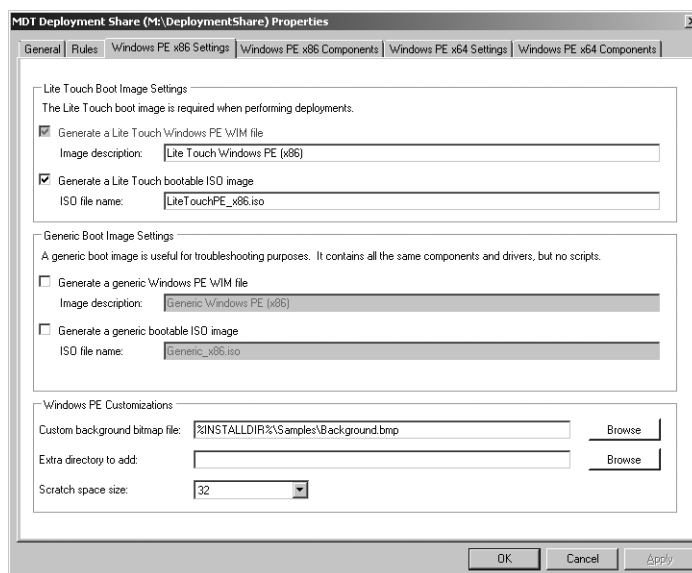 MDT Deployment Share (M:\DeploymentShare) Properties
General Rules Windows PE x86 Settings Windows PE x86 Components Windows PE x64 Settings Windows PE x64 Components
Lite Touch Boot Image Settings
The Lite Touch boot image is required when performing deployments.
Generate a Lite Touch Windows PE WIM file
Image description: Lite Touch Windows PE (x86)
Generate a Lite Touch bootable ISO image
ISO file name: LiteTouchPE_x86.iso
Generic Boot Image Settings
A generic boot image is useful for troubleshooting purposes. It contains all the same components and drivers, but no scripts.
Generate a generic Windows PE WIM file
Image description: Generic Windows PE (x86)
Generate a generic bootable ISO image
ISO file name: Generic_x86.iso
Windows PE Customizations
Custom background bitmap file: %INSTALLDIR%\Samples\Background.bmp Browse
Extra directory to add: Browse
Scratch space size: 32
OK Cancel Apply